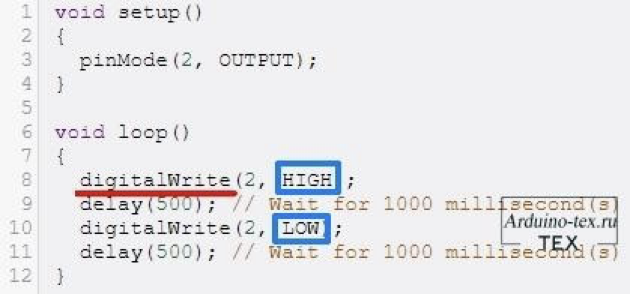 1 void setup()
2 {
3 pinMode(2, OUTPUT);
4 }
5
6 void loop()
7 {
8 digitalWrite(2, HIGH ;
9 delay(500); // Wait for 1000 millisecond(s)
10 digitalWrite(2, LOW);
11 delay(500); // Wait for 1000 millisecond(s)
12 }
Arduino-tex.ru
TEX